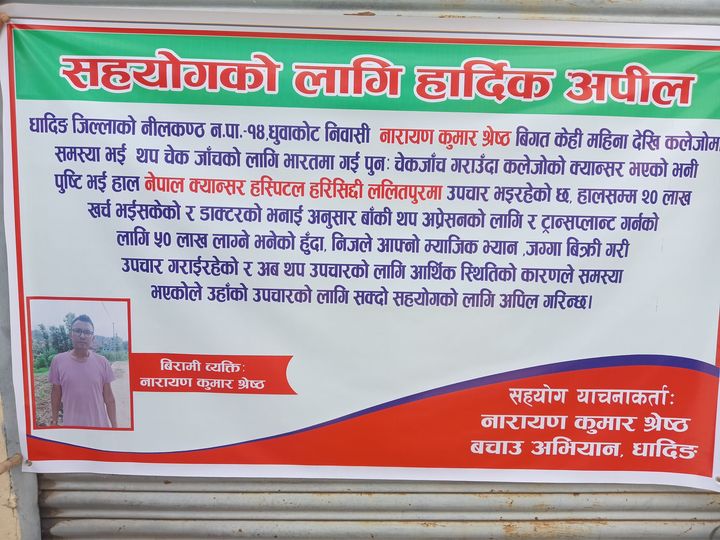 सहयोगको लागि हार्दिक अपील
धादिङ जिल्लाको नीलकण्ठ न.पा.-१४,धुवाकोट निवासी नारायण कुमार श्रेष्ठ बिगत केही महिना देखि कलेजोमा
समस्या भई थप चेक जाँचको लागि भारतमा गई पुनः चेकजाँच गराउँदा कलेजोको क्यान्सर भएको भनी
पुष्टि भई हाल नेपाल क्यान्सर हस्पिटल हरिसिद्दी ललितपुरमा उपचार भइरहेको छ, हालसम्म २० लाख
खर्च भईसकेको र डाक्टरको भनाई अनुसार बाँकी थप अप्रेसनको लागि र ट्रान्सप्लान्ट गर्नको
लागि ५० लाख लाग्ने भनेको हुँदा, निजले आफ्नो म्याजिक भ्यान ,जग्गा बिक्री गरी
उपचार गराईरहेको र अब थप उपचारको लागि आर्थिक स्थितिको कारणले समस्या
भएकोले उहाँको उपचारको लागि सक्दो सहयोगको लागि अपिल गरिन्छ।
बिरामी व्यक्ति:
नारायण कुमार श्रेष्ठ
सहयोग याचनाकर्ता:
नारायण कुमार श्रेष्ठ
बचाउ अभियान, धादिङ